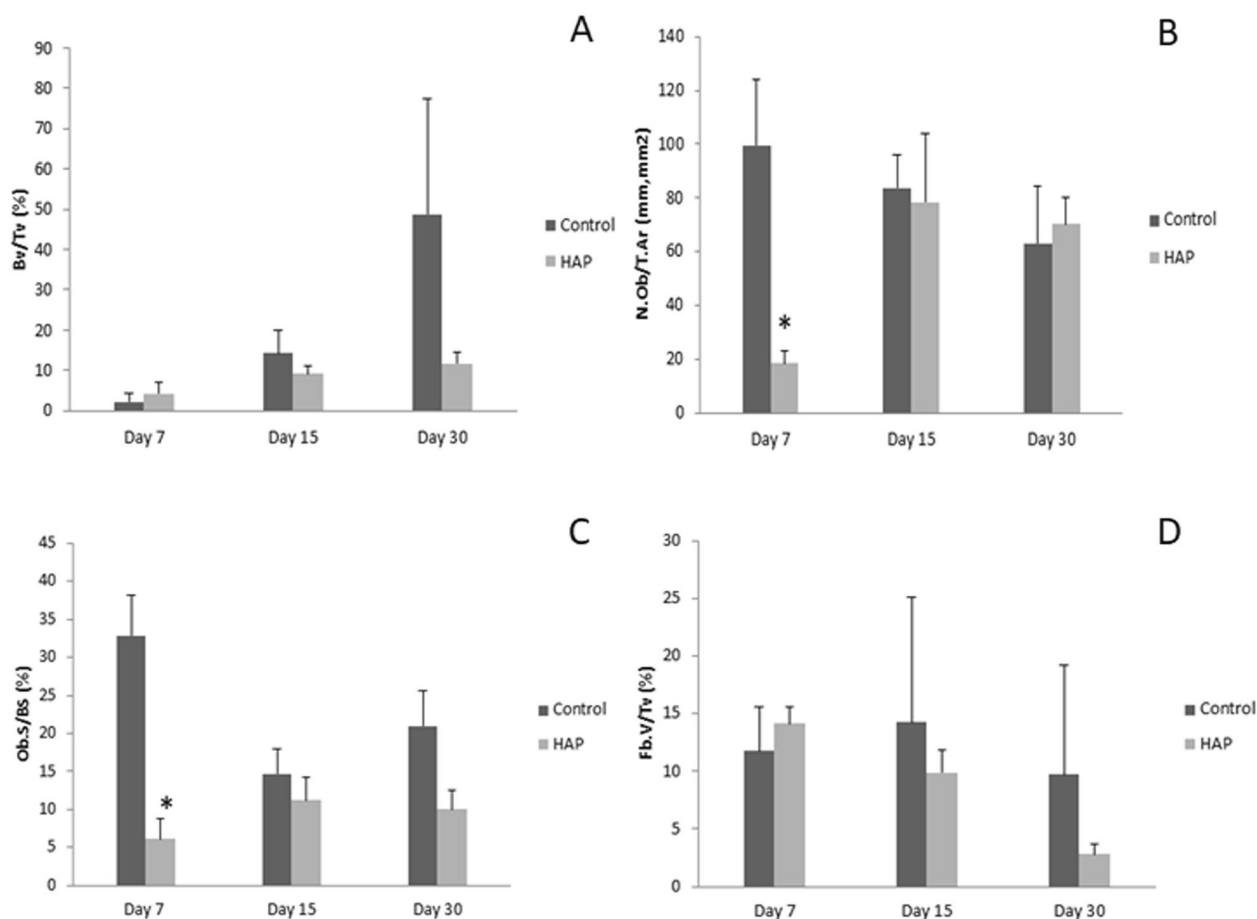 A
Bv/Tv (%)
90
80
70
60
50
40
30
20
10
0
Day 7
Day 15
Day 30
Control
HAP
B
N.Ob/T.Ar (mm,mm2)
140
120
100
80
60
40
20
0
*
Day 7
Day 15
Day 30
Control
HAP
C
Ob.S/BS (%)
45
40
35
30
25
20
15
10
5
0
*
Day 7
Day 15
Day 30
Control
HAP
D
Fb.V/Tv (%)
30
25
20
15
10
5
0
Day 7
Day 15
Day 30
Control
HAP